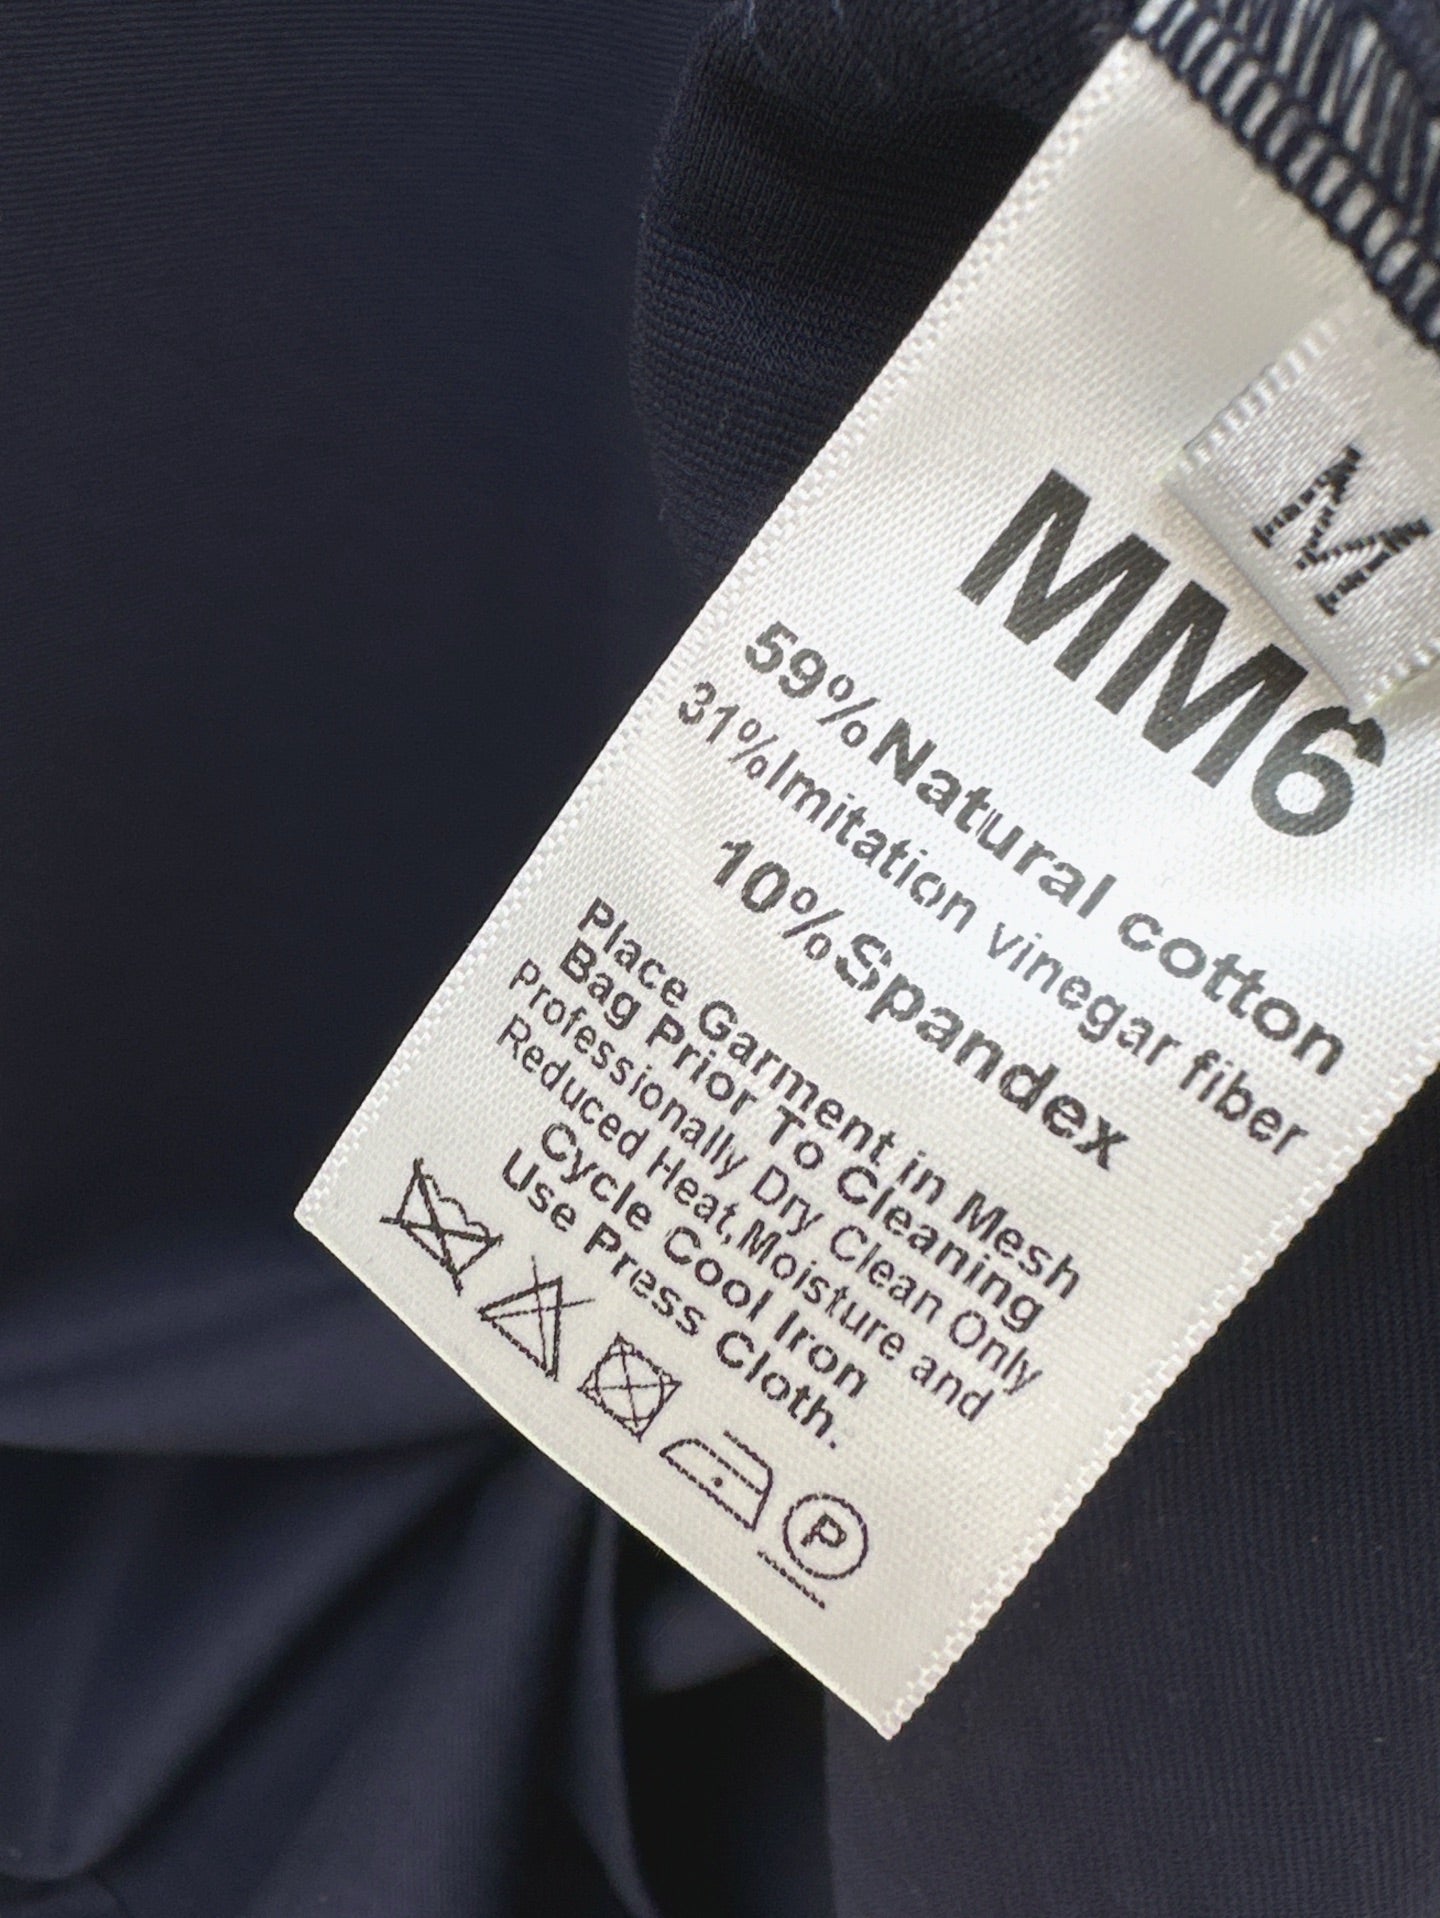 M
MM6
59%Natural cotton
31%Imitation vinegar fiber
10%Spandex
Place Garment in Mesh
Bag Prior To Cleaning
Professionally Dry Clean Only
Reduced Heat,Moisture and
Cycle Cool Iron
Use Press Cloth.
P